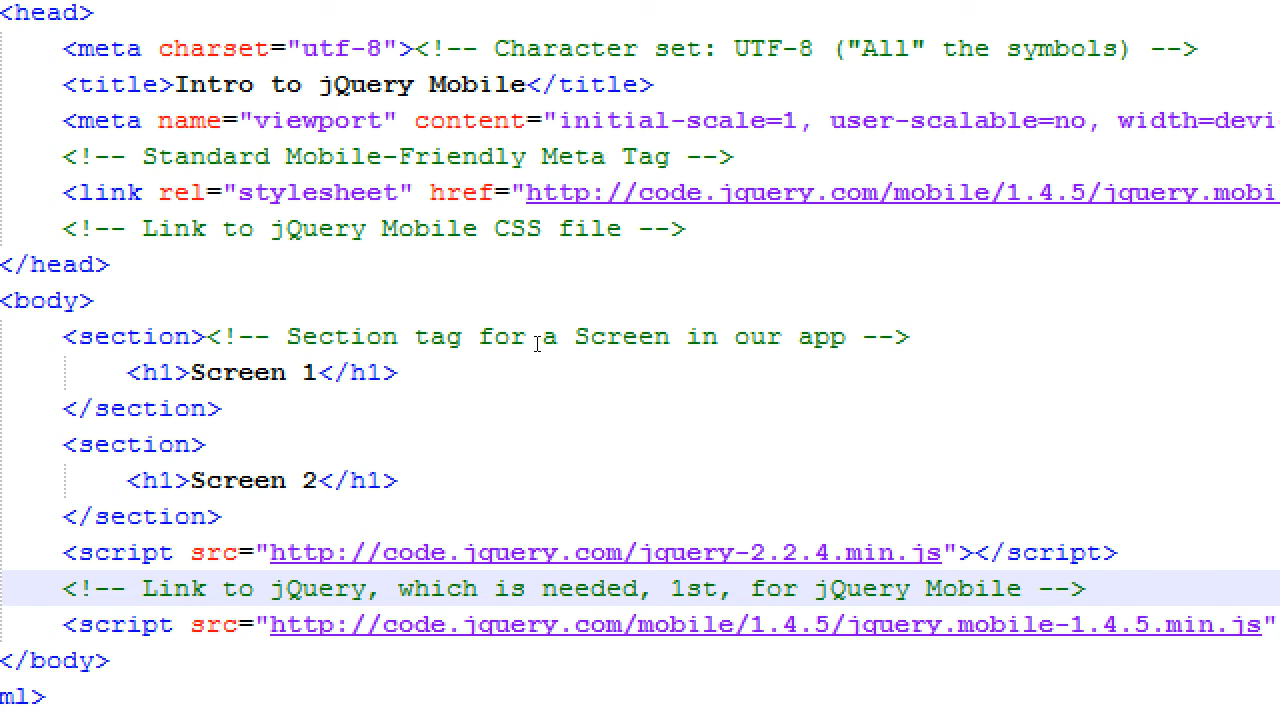 <head>
<meta charset="utf-8"><!-- Character set: UTF-8 ("All" the symbols) -->
<title>Intro to jQuery Mobile</title>
<meta name="viewport" content="initial-scale=1, user-scalable=no, width=devi
<!-- Standard Mobile-Friendly Meta Tag -->
<link rel="stylesheet" href="http://code.jquery.com/mobile/1.4.5/jquery.mobi
<!-- Link to jQuery Mobile CSS file -->
</head>
<body>
<section><!-- Section tag for a Screen in our app -->
<h1>Screen 1</h1>
</section>
<section>
<h1>Screen 2</h1>
</section>
<script src="http://code.jquery.com/jquery-2.2.4.min.js"></script>
<!-- Link to jQuery, which is needed, 1st, for jQuery Mobile -->
<script src="http://code.jquery.com/mobile/1.4.5/jquery.mobile-1.4.5.min.js"
</body>
ml>